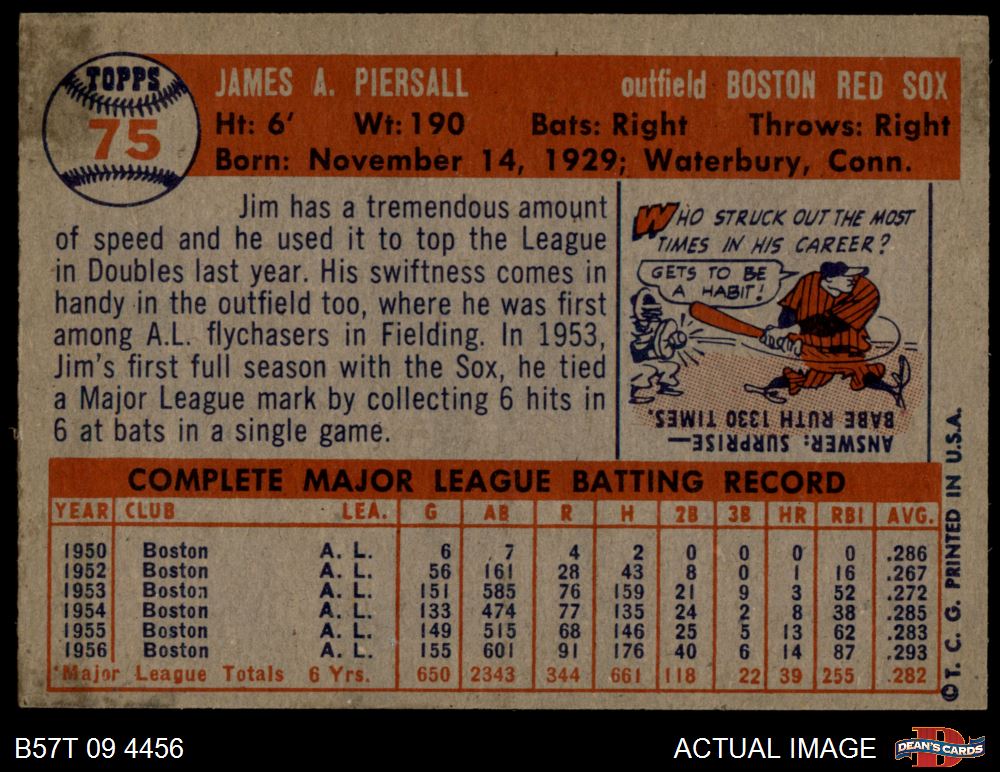 TOPPS
75
JAMES A. PIERSALL outfield BOSTON RED SOX
Ht: 6' Wt: 190 Bats: Right Throws: Right
Born: November 14, 1929; Waterbury, Conn.
Jim has a tremendous amount
of speed and he used it to top the League
in Doubles last year. His swiftness comes in
handy in the outfield too, where he was first
among A.L. flychasers in Fielding. In 1953,
Jim's first full season with the Sox, he tied
a Major League mark by collecting 6 hits in
6 at bats in a single game.
WHO STRUCK OUT THE MOST
TIMES IN HIS CAREER?
GETS TO BE
A HABIT!
ANSWER: SURPRISE—
BABE RUTH 1330 TIMES.
COMPLETE MAJOR LEAGUE BATTING RECORD
YEAR CLUB LEA. G AB R H 2B 3B HR RBI AVG.
1950 Boston A. L. 6 7 4 2 0 0 0 0 .286
1952 Boston A. L. 56 161 28 43 8 0 1 16 .267
1953 Boston A. L. 151 585 76 159 21 9 3 52 .272
1954 Boston A. L. 133 474 77 135 24 2 8 38 .285
1955 Boston A. L. 149 515 68 146 25 5 13 62 .283
1956 Boston A. L. 155 601 91 176 40 6 14 87 .293
Major League Totals 6 Yrs. 650 2343 344 661 118 22 39 255 .282
© T. C. G. PRINTED IN U.S.A.
B57T 09 4456 ACTUAL IMAGE
DEAN'S CARDS